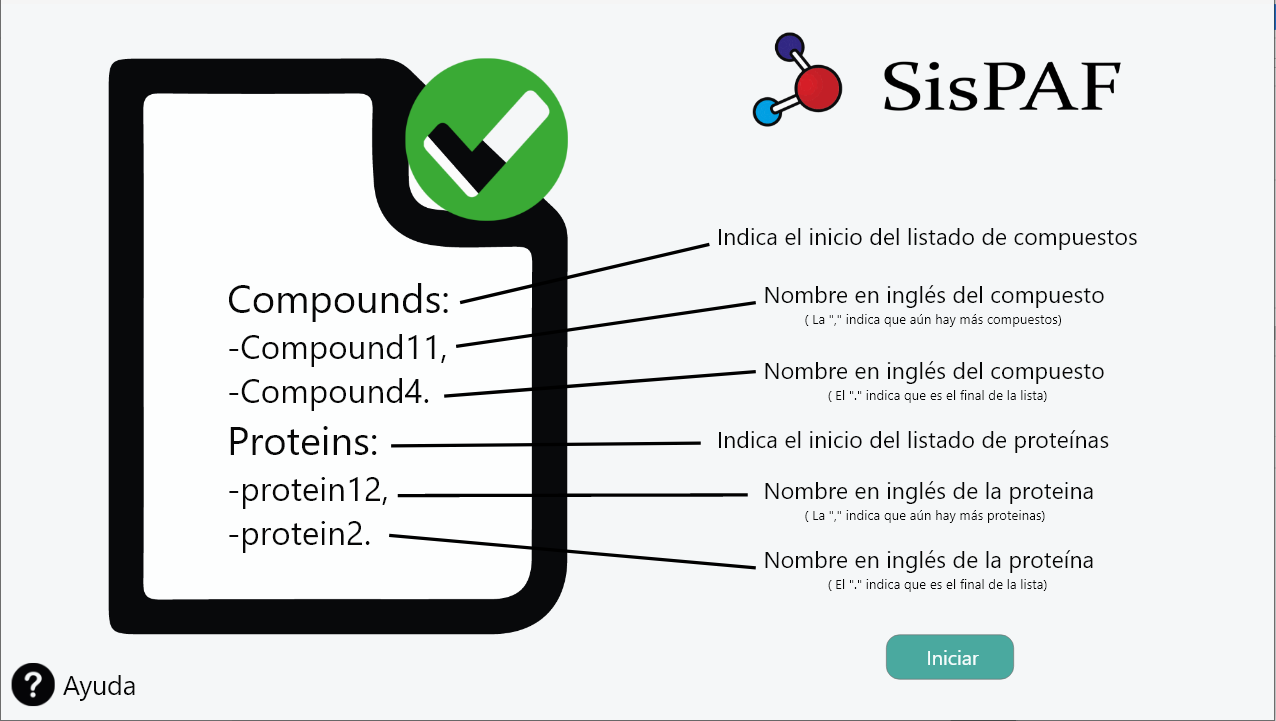 SisPAF
Indica el inicio del listado de compuestos
Compounds:
Nombre en inglés del compuesto
( La "," indica que aún hay más compuestos)
-Compound11,
Nombre en inglés del compuesto
( El "." indica que es el final de la lista)
-Compound4.
Proteins:
Indica el inicio del listado de proteínas
-protein12,
Nombre en inglés de la proteina
( La "," indica que aún hay más proteinas)
-protein2.
Nombre en inglés de la proteína
( El "." indica que es el final de la lista)
Iniciar
? Ayuda